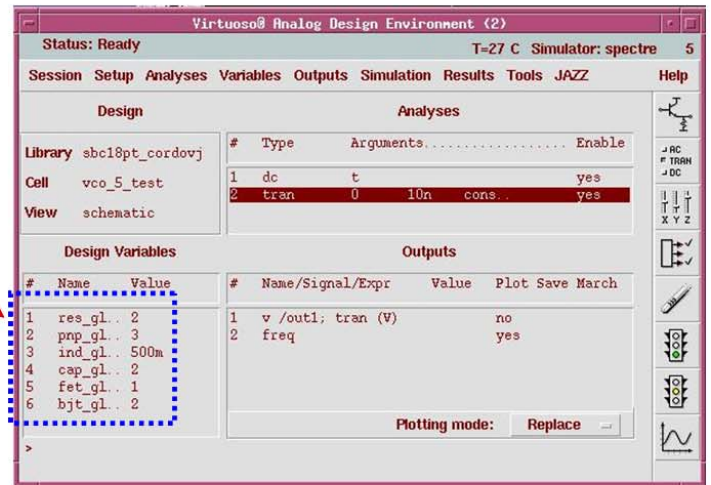 Virtuoso® Analog Design Environment (2)
Status: Ready T=27 C Simulator: spectre 5
Session Setup Analyses Variables Outputs Simulation Results Tools JAZZ Help
Design
Library sbc18pt_cordovj
Cell vco_5_test
View schematic
Analyses
# Type Arguments.................. Enable
1 dc t yes
2 tran 0 10n cons.. yes
Design Variables
# Name Value
1 res_gl.. 2
2 pnp_gl.. 3
3 ind_gl.. 500m
4 cap_gl.. 2
5 fet_gl.. 1
6 bjt_gl.. 2
Outputs
# Name/Signal/Expr Value Plot Save March
1 v /out1; tran (V) no
2 freq yes
Plotting mode: Replace
>
AC
TRAN
DC
X Y Z